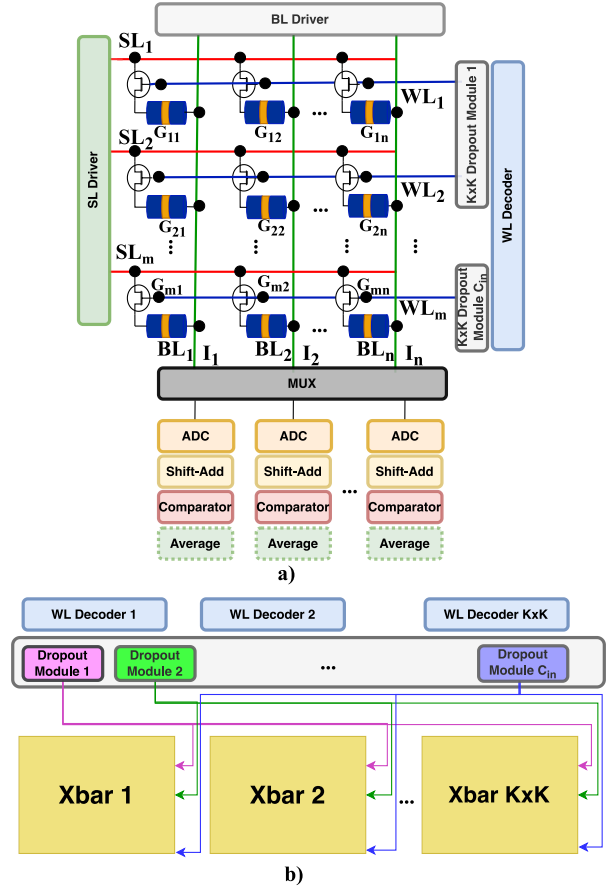 BL Driver
SL1
WL1
G11
G12
...
G1n
SL2
WL2
G21
G22
...
G2n
...
...
...
SLm
Gm1
Gm2
Gmn
WLm
...
BL1
I1
BL2
I2
BLn
In
SL Driver
KxK Dropout Module 1
KxK Dropout
Module Cin
WL Decoder
MUX
ADC
ADC
ADC
Shift-Add
Shift-Add
Shift-Add
...
Comparator
Comparator
Comparator
Average
Average
Average
a)
WL Decoder 1
WL Decoder 2
WL Decoder KxK
Dropout
Module 1
Dropout
Module 2
...
Dropout
Module Cin
Xbar 1
Xbar 2
...
Xbar KxK
b)